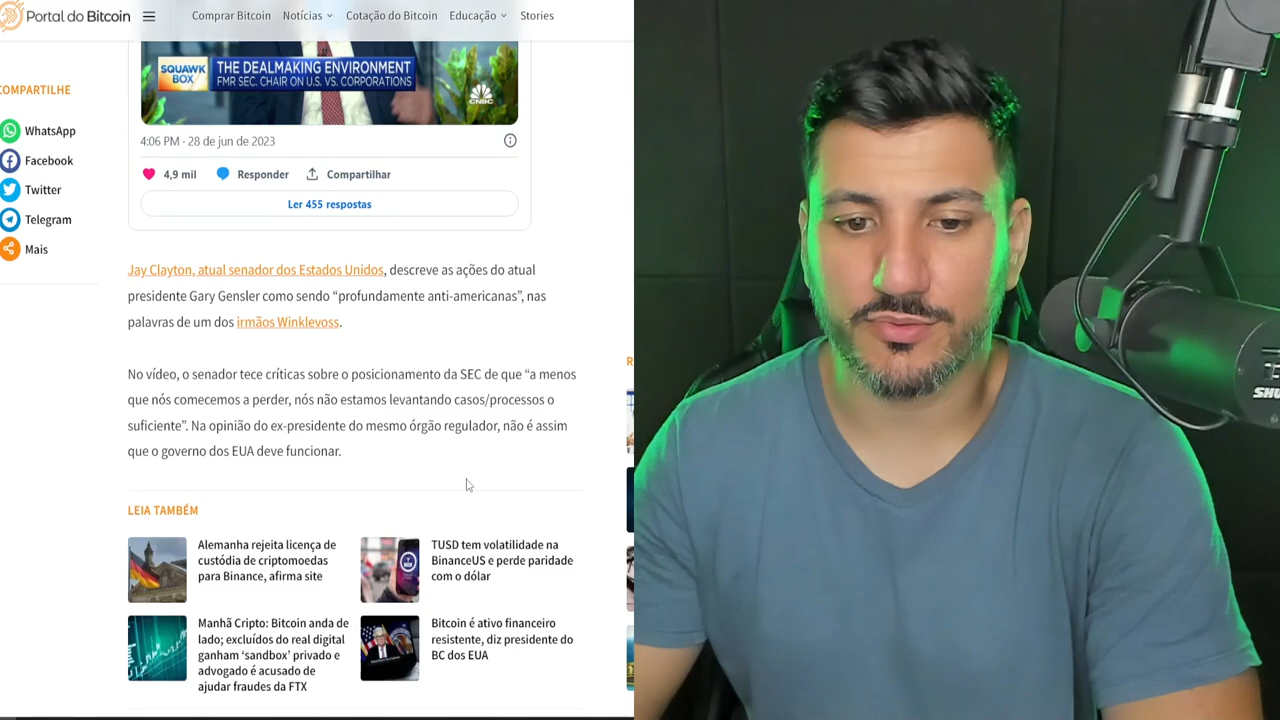 Portal do Bitcoin
Comprar Bitcoin Notícias Cotação do Bitcoin Educação Stories
COMPARTILHE
WhatsApp
Facebook
Twitter
Telegram
Mais
SQUAWK BOX
THE DEALMAKING ENVIRONMENT
FMR SEC. CHAIR ON U.S. VS. CORPORATIONS
CNBC
4:06 PM · 28 de jun de 2023
4,9 mil Responder Compartilhar
Ler 455 respostas
Jay Clayton, atual senador dos Estados Unidos, descreve as ações do atual
presidente Gary Gensler como sendo “profundamente anti-americanas”, nas
palavras de um dos irmãos Winklevoss.
No vídeo, o senador tece críticas sobre o posicionamento da SEC de que “a menos
que nós comecemos a perder, nós não estamos levantando casos/processos o
suficiente”. Na opinião do ex-presidente do mesmo órgão regulador, não é assim
que o governo dos EUA deve funcionar.
LEIA TAMBÉM
Alemanha rejeita licença de
custódia de criptomoedas
para Binance, afirma site
TUSD tem volatilidade na
BinanceUS e perde paridade
com o dólar
Manhã Cripto: Bitcoin anda de
lado; excluídos do real digital
ganham ‘sandbox’ privado e
advogado é acusado de
ajudar fraudes da FTX
Bitcoin é ativo financeiro
resistente, diz presidente do
BC dos EUA